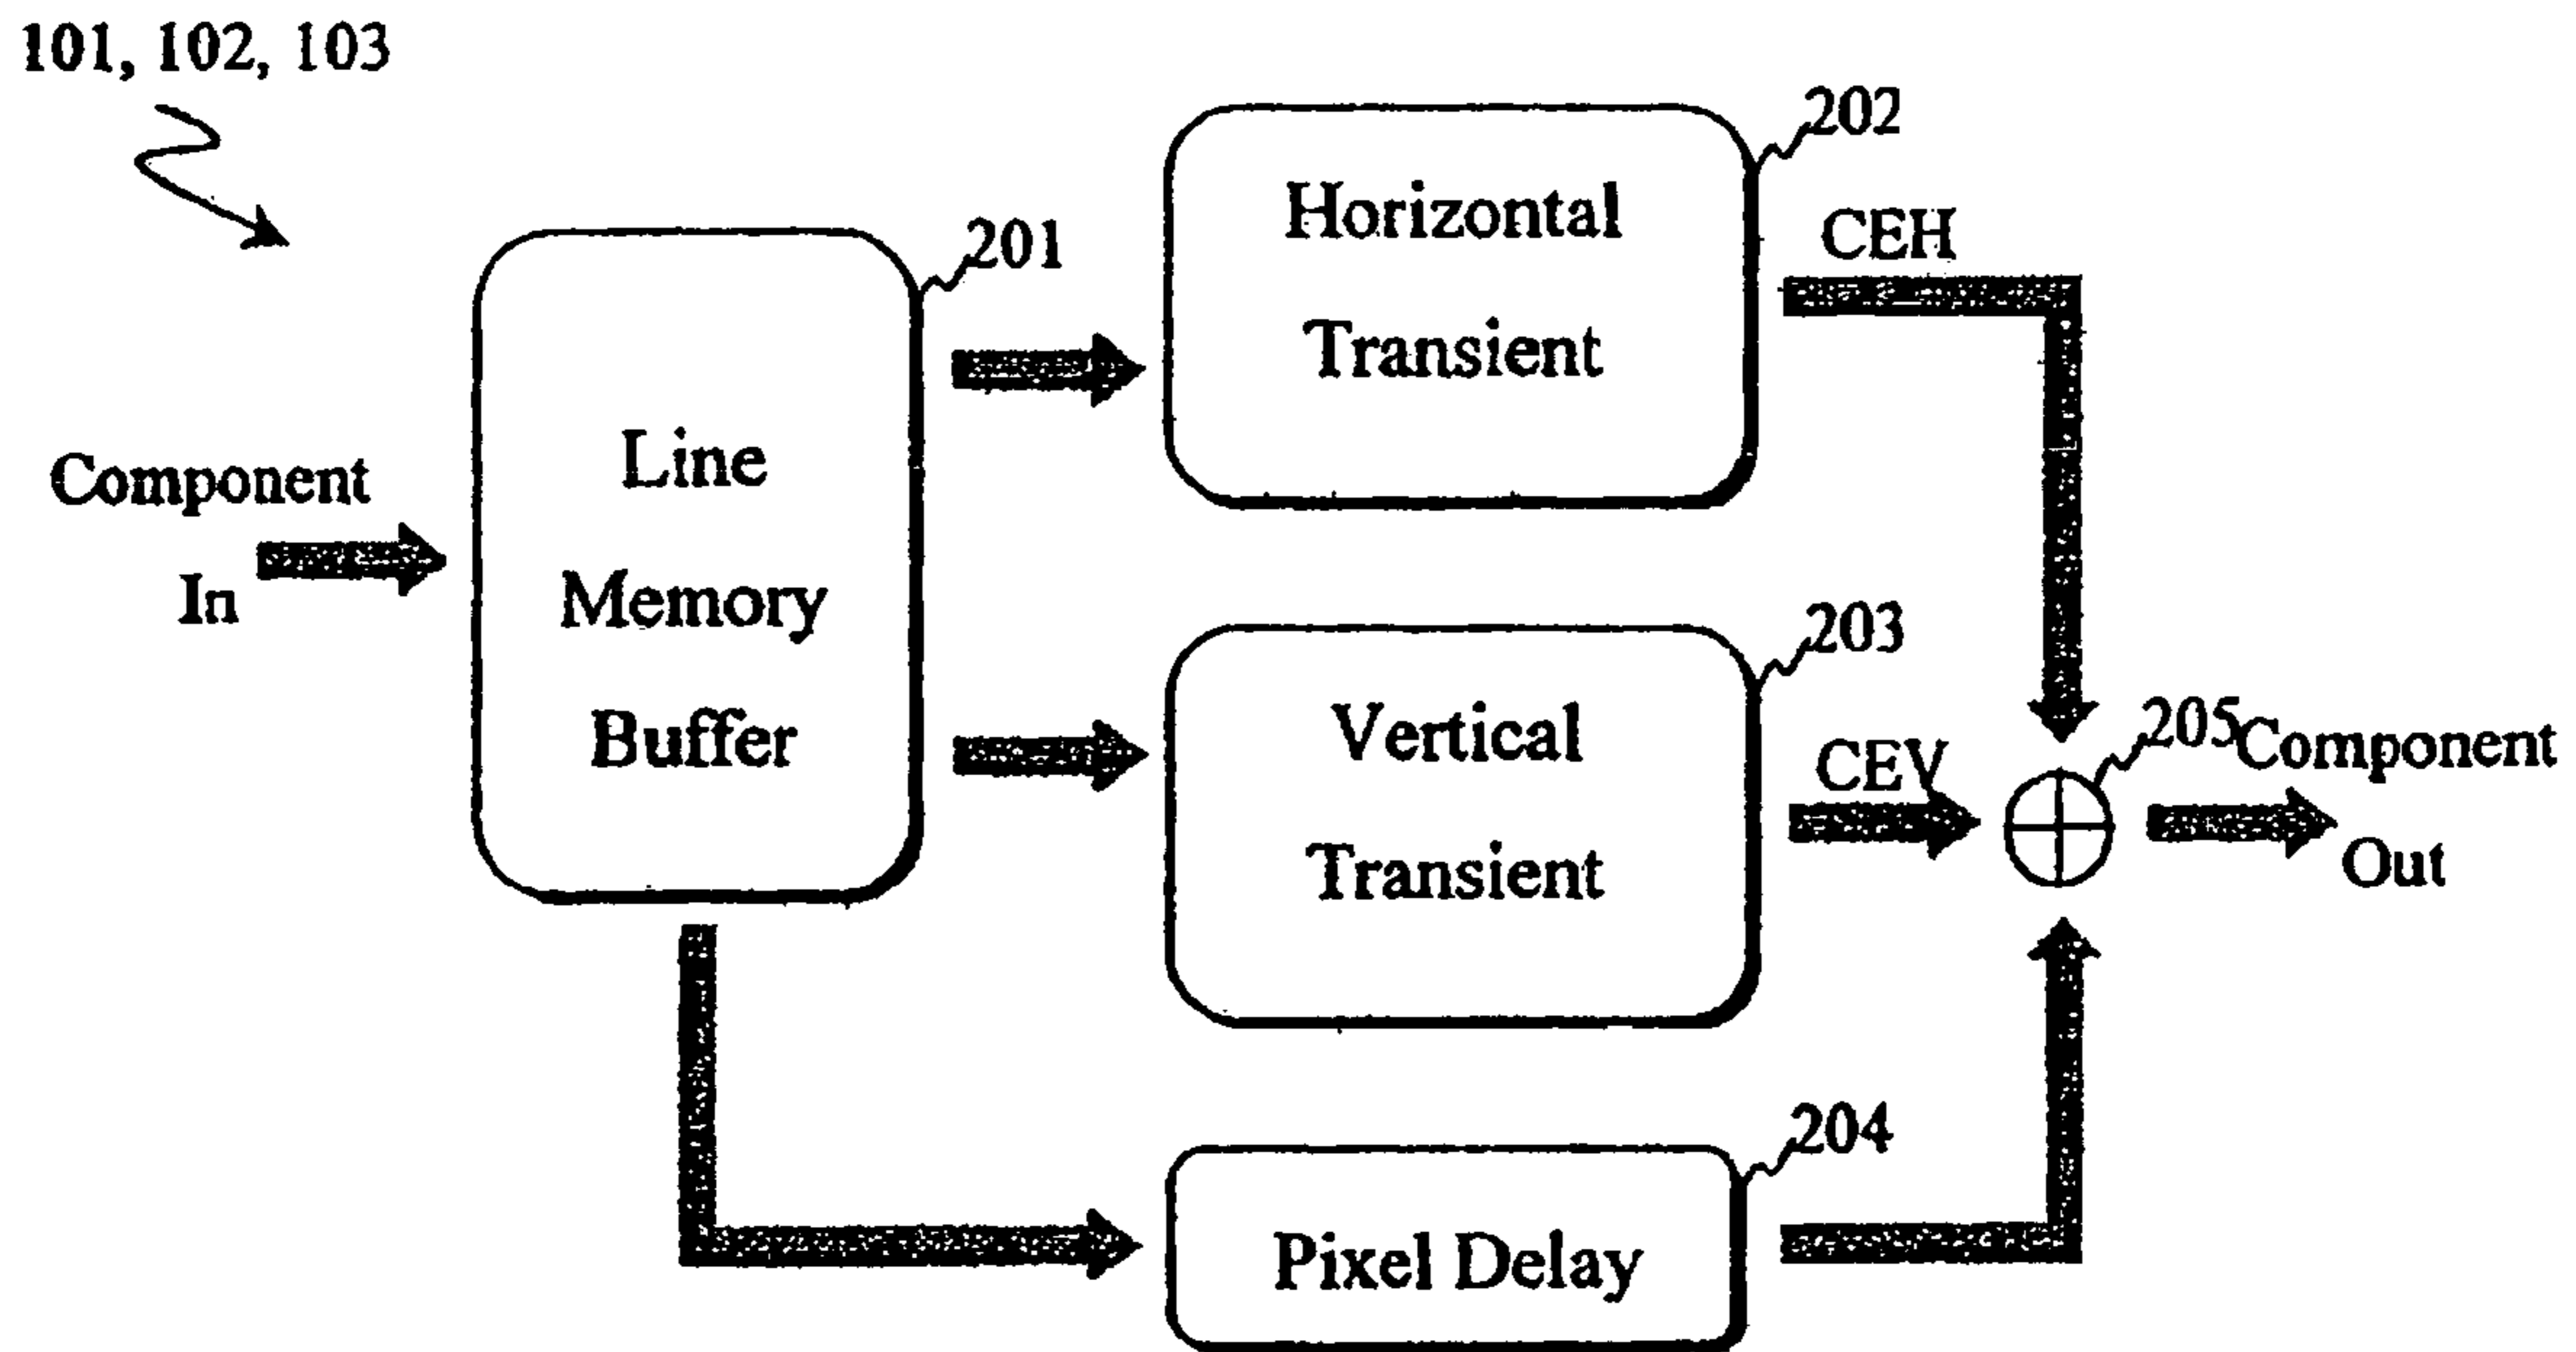 101, 102, 103
202
Horizontal
Transient
CEH
201
Line
Memory
Buffer
Component
In
203
Vertical
Transient
CEV
205
Component
Out
204
Pixel Delay